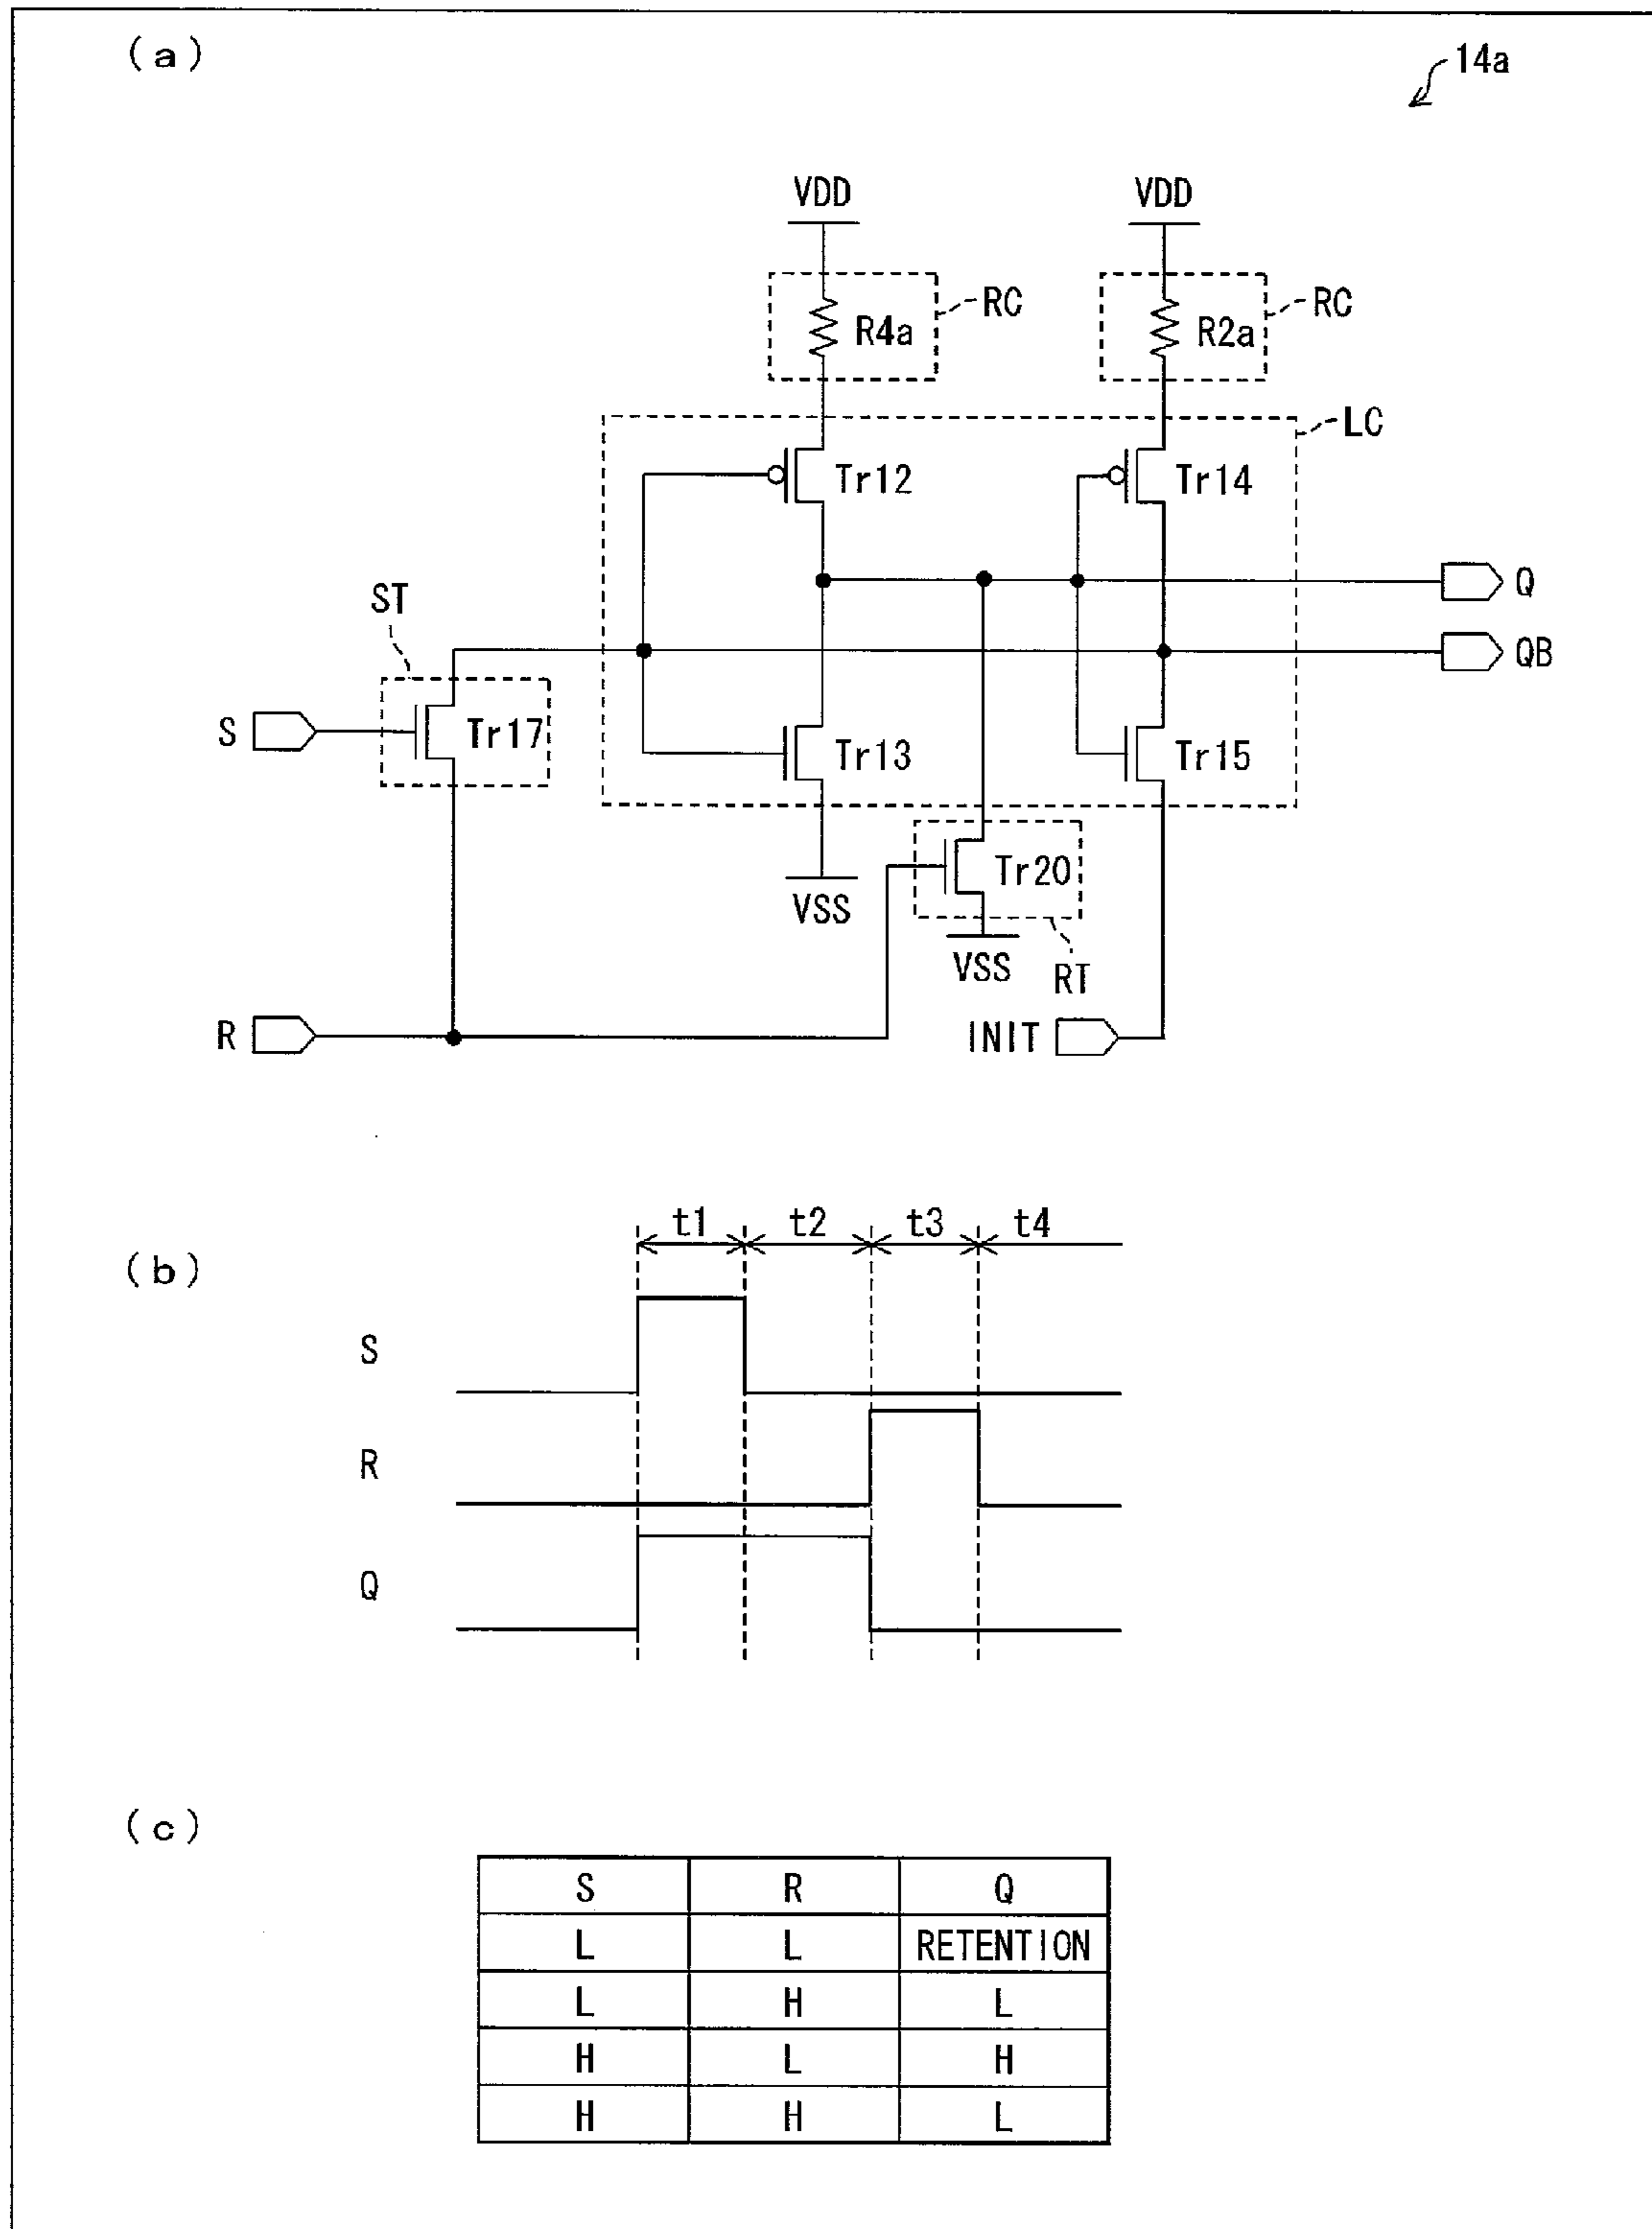 (a)
14a
VDD VDD
R4a RC R2a RC
LC
Tr12 Tr14
Q
ST
QB
S Tr17 Tr13 Tr15
Tr20
VSS
VSS RT
R INIT
(b)
t1 t2 t3 t4
S
R
Q
(c)
S R Q
L L RETENTION
L H L
H L H
H H L